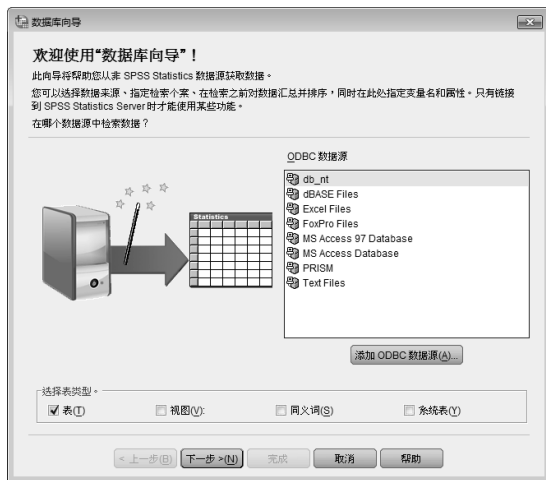 数据库向导
欢迎使用“数据库向导”！
此向导将帮助您从非 SPSS Statistics 数据源获取数据。
您可以选择数据来源、指定检索个案、在检索之前对数据汇总并排序，同时在此处指定变量名和属性。只有链接
到 SPSS Statistics Server 时才能使用某些功能。
在哪个数据源中检索数据？
ODBC 数据源
Statistics
db_nt
dBASE Files
Excel Files
FoxPro Files
MS Access 97 Database
MS Access Database
PRISM
Text Files
添加 ODBC 数据源(A)...
选择表类型。
表(T)
视图(V):
同义词(S)
系统表(Y)
< 上一步(B)
下一步 >(N)
完成
取消
帮助